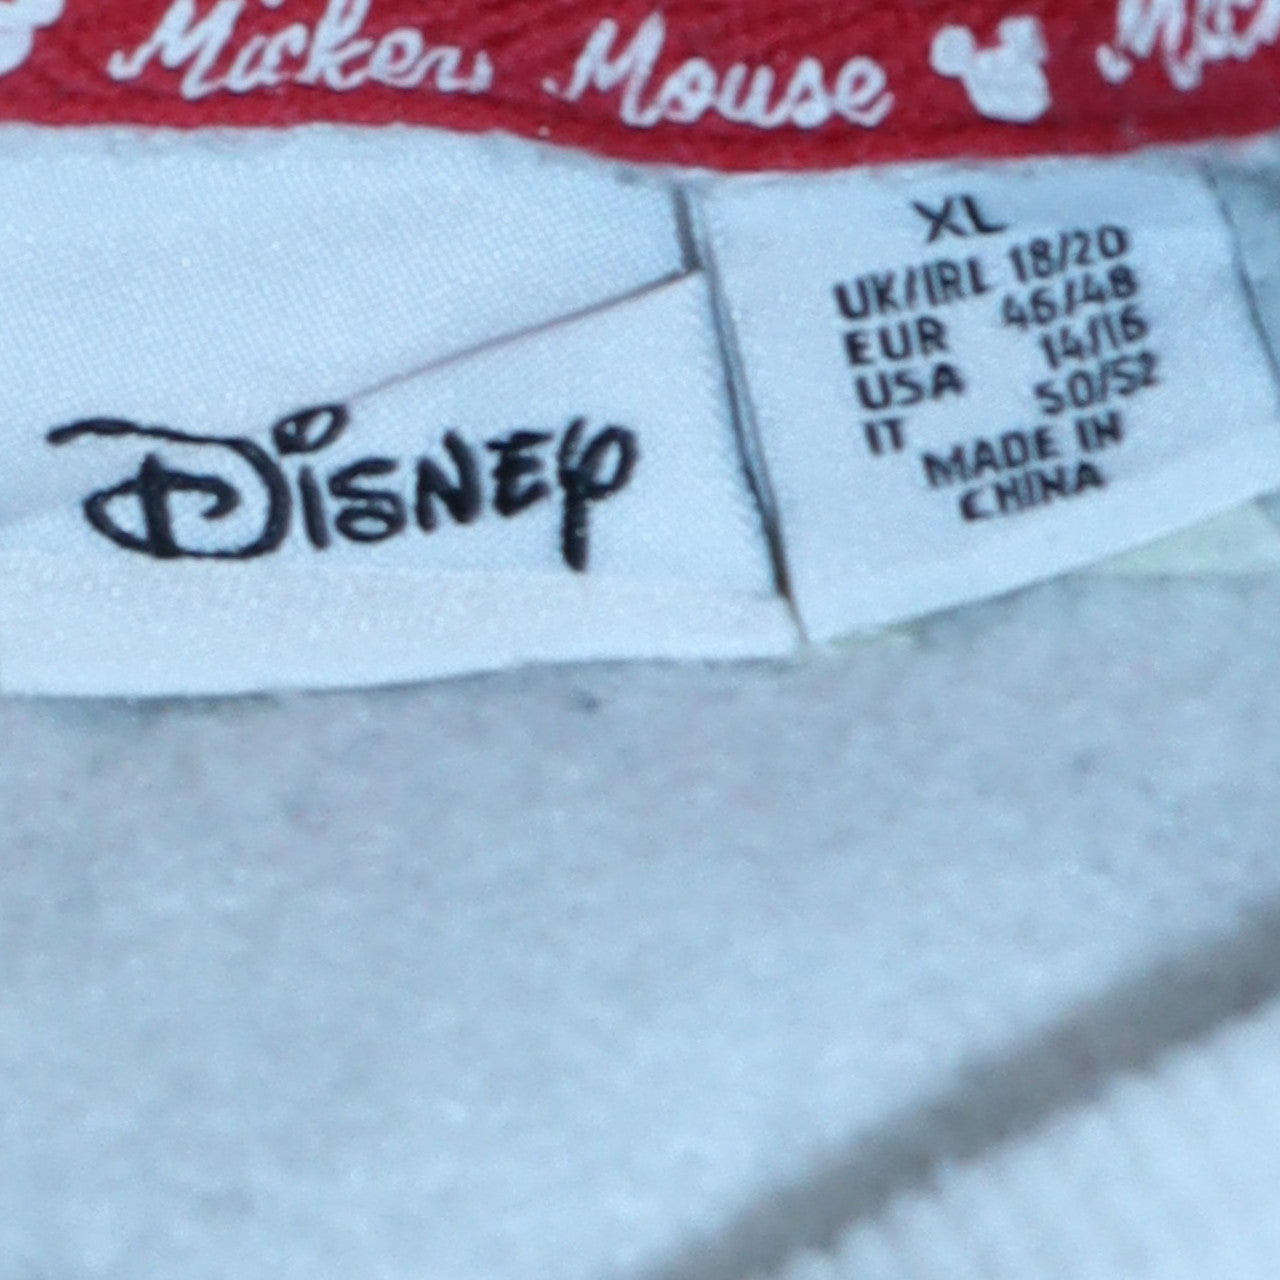 Mickey Mouse
Disney
XL
UK/IRL 18/20
EUR 46/48
USA 14/16
IT 50/52
MADE IN
CHINA